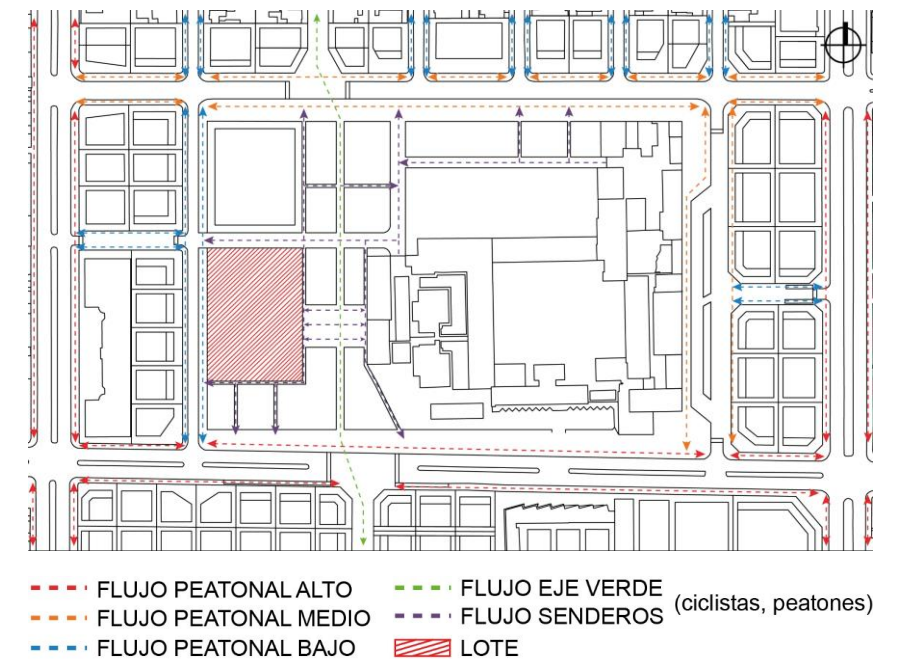 FLUJO PEATONAL ALTO
FLUJO PEATONAL MEDIO
FLUJO PEATONAL BAJO
FLUJO EJE VERDE
FLUJO SENDEROS
(ciclistas, peatones)
LOTE